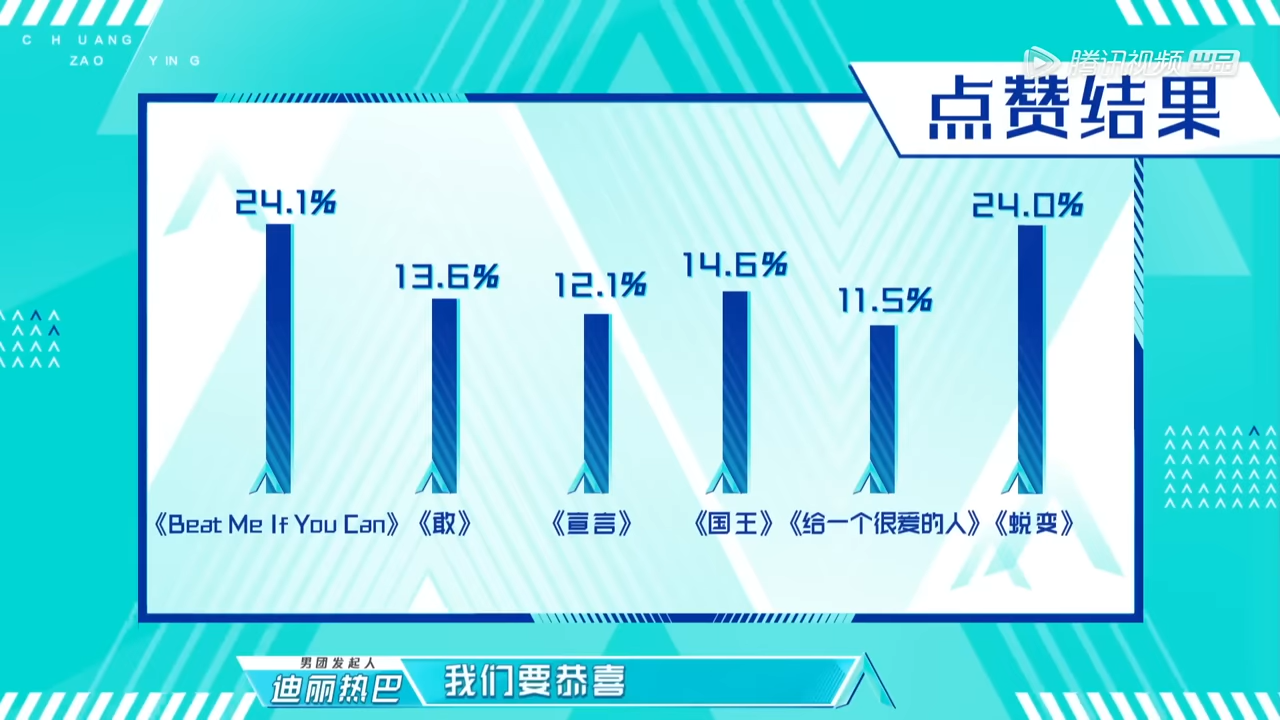 CHUANG
ZAO YING
腾讯视频 出品
点赞结果
24.1%
13.6%
12.1%
14.6%
11.5%
24.0%
《Beat Me If You Can》
《敢》
《宣言》
《国王》
《给一个很爱的人》
《蜕变》
男团发起人
迪丽热巴
我们要恭喜